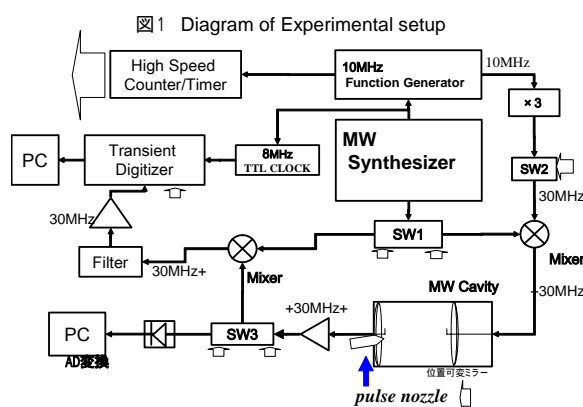 図1 Diagram of Experimental setup
High Speed
Counter/Timer
10MHz
Function Generator
10MHz
×3
PC
Transient
Digitizer
8MHz
TTL CLOCK
MW
Synthesizer
SW2
30MHz
30MHz
SW1
Filter
30MHz+
Mixer
Mixer
+30MHz
MW Cavity
+30MHz+
PC
SW3
AD変換
位置可変ミラー
pulse nozzle